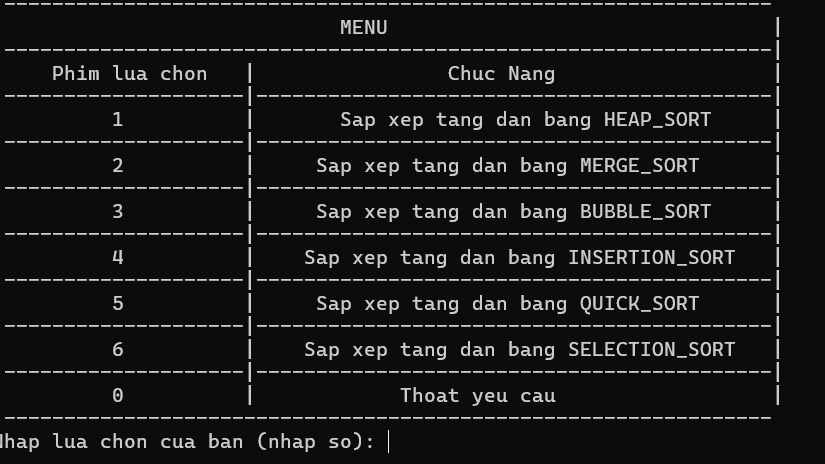 MENU
Phim lua chon | Chuc Nang
1 | Sap xep tang dan bang HEAP_SORT
2 | Sap xep tang dan bang MERGE_SORT
3 | Sap xep tang dan bang BUBBLE_SORT
4 | Sap xep tang dan bang INSERTION_SORT
5 | Sap xep tang dan bang QUICK_SORT
6 | Sap xep tang dan bang SELECTION_SORT
0 | Thoat yeu cau
Nhap lua chon cua ban (nhap so):